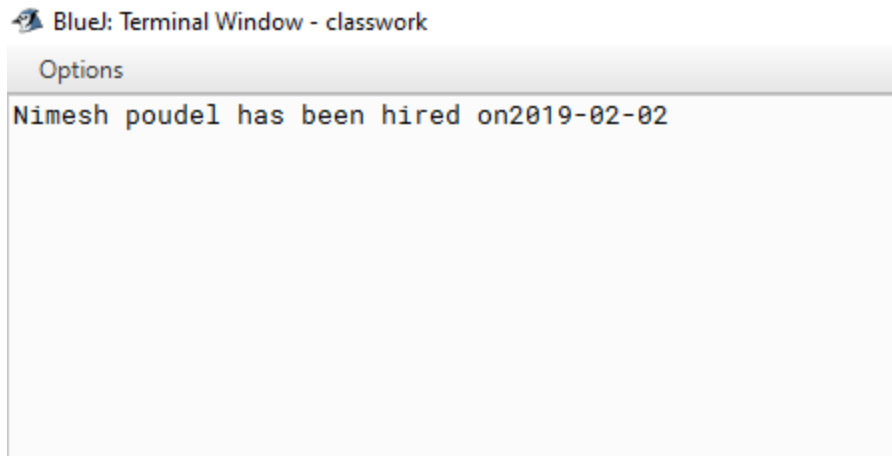 BlueJ: Terminal Window - classwork
Options
Nimesh poudel has been hired on2019-02-02